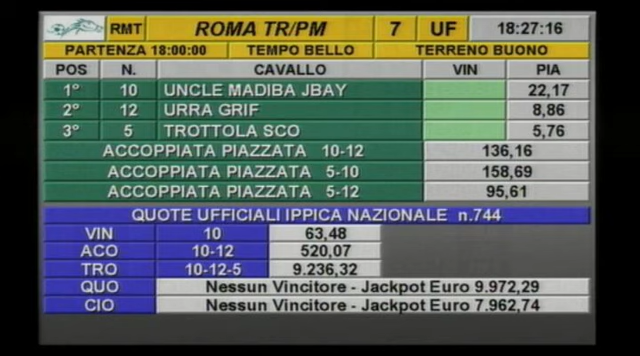 RMT ROMA TR/PM 7 UF 18:27:16
PARTENZA 18:00:00 TEMPO BELLO TERRENO BUONO
POS N. CAVALLO VIN PIA
1° 10 UNCLE MADIBA JBAY 22,17
2° 12 URRA GRIF 8,86
3° 5 TROTTOLA SCO 5,76
ACCOPPIATA PIAZZATA 10-12 136,16
ACCOPPIATA PIAZZATA 5-10 158,69
ACCOPPIATA PIAZZATA 5-12 95,61
QUOTE UFFICIALI IPPICA NAZIONALE n.744
VIN 10 63,48
ACO 10-12 520,07
TRO 10-12-5 9.236,32
QUO Nessun Vincitore - Jackpot Euro 9.972,29
CIO Nessun Vincitore - Jackpot Euro 7.962,74